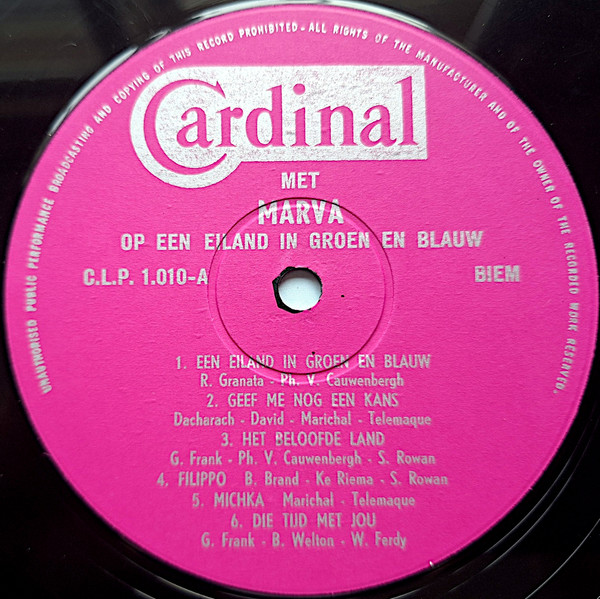 UNAUTHORISED PUBLIC PERFORMANCE BROADCASTING AND COPYING OF THIS RECORD PROHIBITED - ALL RIGHTS OF THE MANUFACTURER AND OF THE OWNER OF THE RECORDED WORK RESERVED.
Cardinal
MET
MARVA
OP EEN EILAND IN GROEN EN BLAUW
C.L.P. 1.010-A BIEM
1. EEN EILAND IN GROEN EN BLAUW
R. Granata - Ph. V. Cauwenbergh
2. GEEF ME NOG EEN KANS
Dacharach - David - Marichal - Telemaque
3. HET BELOOFDE LAND
G. Frank - Ph. V. Cauwenbergh - S. Rowan
4. FILIPPO B. Brand - Ke Riema - S. Rowan
5. MICHKA Marichal - Telemaque
6. DIE TIJD MET JOU
G. Frank - B. Welton - W. Ferdy